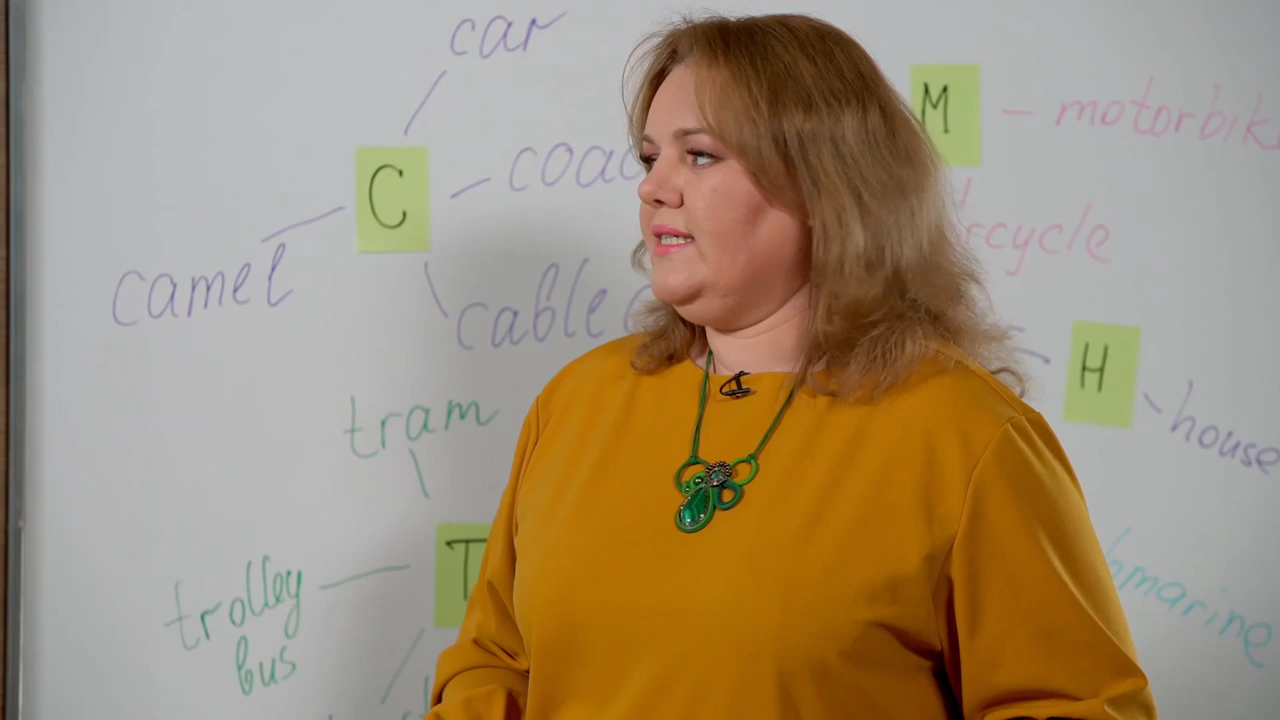 car
M
motorbik
C
coac
rcycle
camel
cable
H
house
tram
T
marine
trolley
bus